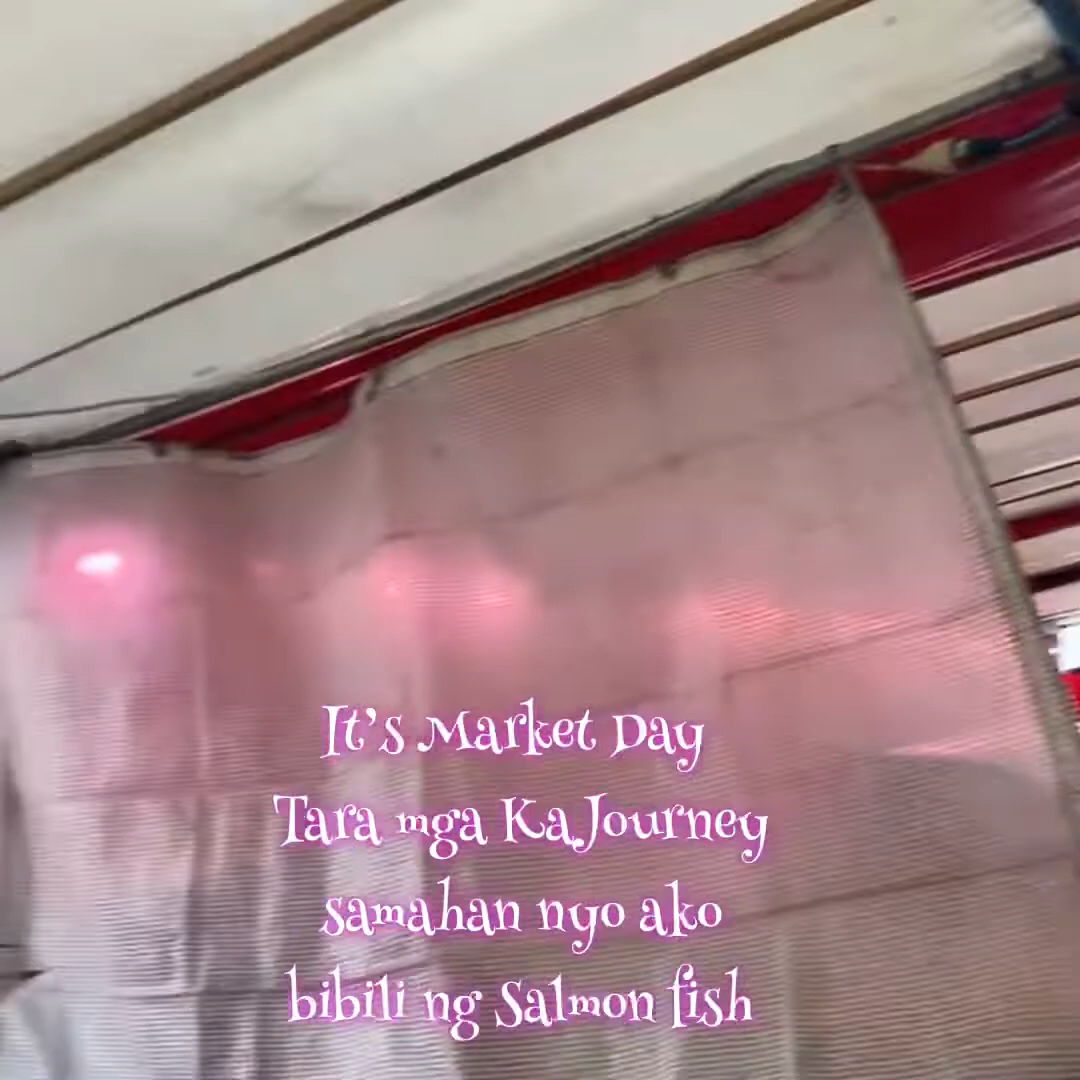 It's Market Day
Tara mga KaJourney
samahan nyo ako
bibili ng Salmon fish